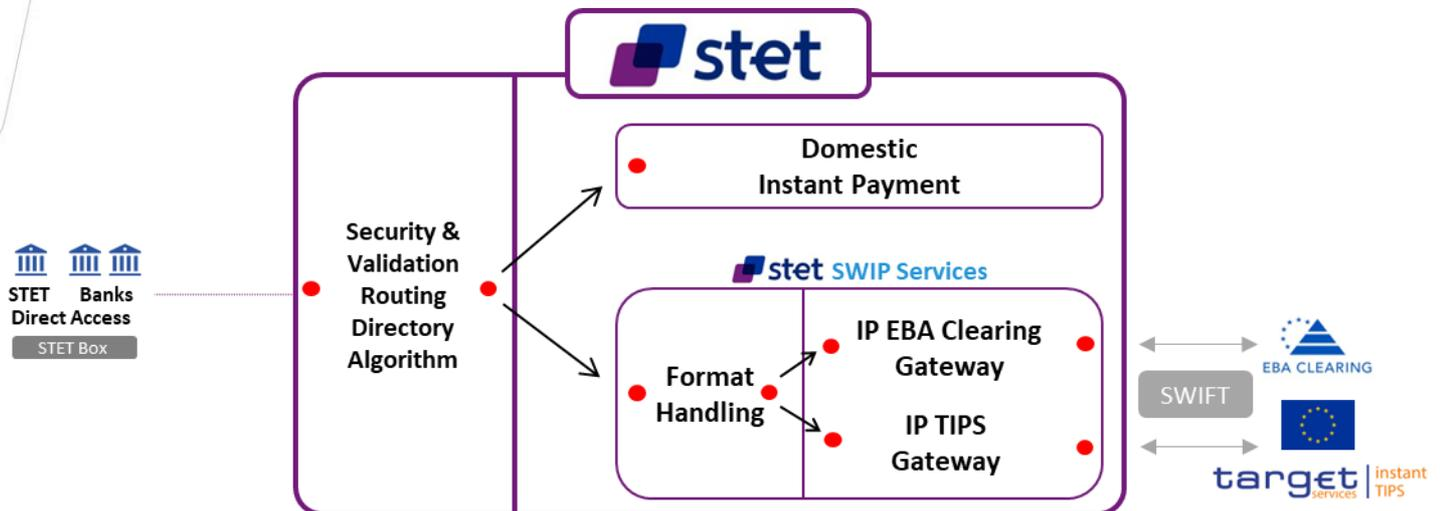 stet
Domestic
Instant Payment
Security &
Validation
Routing
Directory
Algorithm
STET Banks
Direct Access
STET Box
stet SWIP Services
Format
Handling
IP EBA Clearing
Gateway
IP TIPS
Gateway
EBA CLEARING
SWIFT
target
services
instant
TIPS